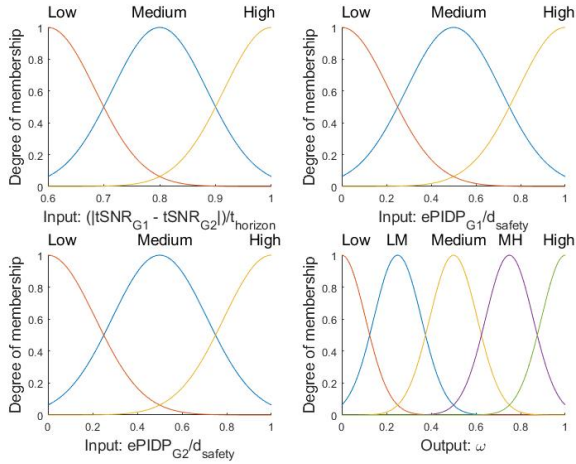 Low Medium High
Degree of membership
1
0.8
0.6
0.4
0.2
0
0.6 0.7 0.8 0.9 1
Input: (|tSNR_G1 - tSNR_G2|)/t_horizon
Low Medium High
Degree of membership
1
0.8
0.6
0.4
0.2
0
0 0.2 0.4 0.6 0.8 1
Input: ePIDP_G1/d_safety
Low Medium High
Degree of membership
1
0.8
0.6
0.4
0.2
0
0 0.2 0.4 0.6 0.8 1
Input: ePIDP_G2/d_safety
Low LM Medium MH High
Degree of membership
1
0.8
0.6
0.4
0.2
0
0 0.2 0.4 0.6 0.8 1
Output: ω